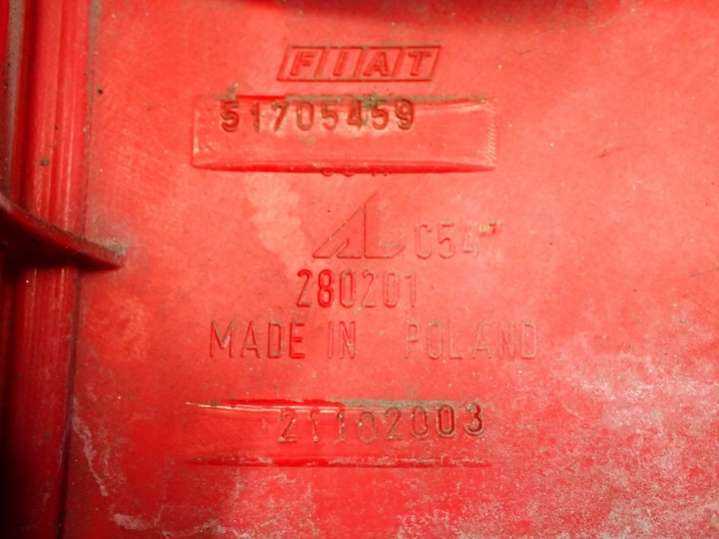 FIAT
51705459
AL C54
280201
MADE IN POLAND
21102003